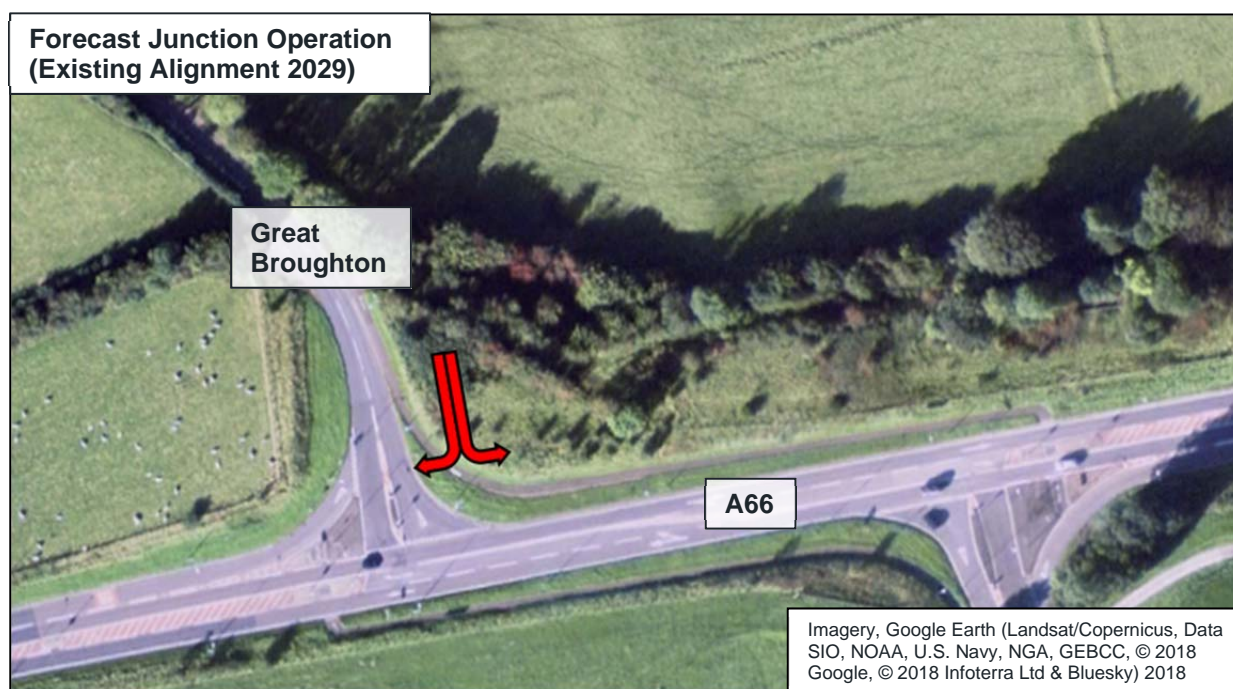 Forecast Junction Operation
(Existing Alignment 2029)
Great
Broughton
A66
Imagery, Google Earth (Landsat/Copernicus, Data
SIO, NOAA, U.S. Navy, NGA, GEBCC, © 2018
Google, © 2018 Infoterra Ltd & Bluesky) 2018